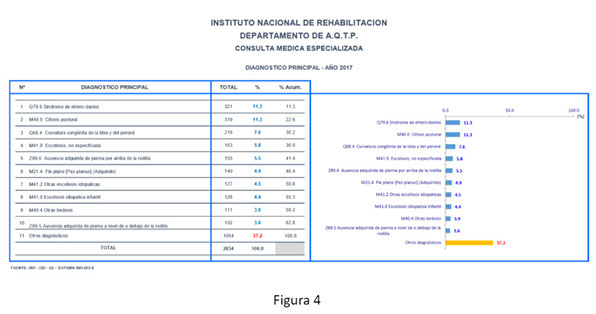 INSTITUTO NACIONAL DE REHABILITACION
DEPARTAMENTO DE A.Q.T.P.
CONSULTA MEDICA ESPECIALIZADA
DIAGNOSTICO PRINCIPAL - AÑO 2017
N° DIAGNOSTICO PRINCIPAL TOTAL % % Acum.
1 Q79.6 Sindrome de ehlers-danlos 321 11.3 11.3
2 M40.0 Cifosis postural 319 11.3 22.6
3 Q68.4 Curvatura congénita de la tibia y del peroné 216 7.6 30.2
4 M41.9 Escoliosis, no especificada 163 5.8 36.0
5 Z89.6 Ausencia adquirida de pierna por arriba de la rodilla 155 5.5 41.4
6 M21.4 Pie plano [Pes planus] (Adquirido) 140 4.9 46.4
7 M41.2 Otras escoliosis idiopaticas 127 4.5 50.8
8 M41.0 Escoliosis idiopatica infantil 126 4.4 55.3
9 M40.4 Otras lordosis 111 3.9 59.2
10 Z89.5 Ausencia adquirida de pierna a nivel de o debajo de la rodilla 102 3.6 62.8
11 Otros diagnósticos 1054 37.2 100.0
TOTAL 2834 100.0
0.0 50.0 100.0
(%)
Q79.6 Sindrome de ehlers-danlos 11.3
M40.0 Cifosis postural 11.3
Q68.4 Curvatura congénita de la tibia y del peroné 7.6
M41.9 Escoliosis, no especificada 5.8
Z89.6 Ausencia adquirida de pierna por arriba de la rodilla 5.5
M21.4 Pie plano [Pes planus] (Adquirido) 4.9
M41.2 Otras escoliosis idiopaticas 4.5
M41.0 Escoliosis idiopatica infantil 4.4
M40.4 Otras lordosis 3.9
Z89.5 Ausencia adquirida de pierna a nivel de o debajo de la rodilla 3.6
Otros diagnósticos 37.2
FUENTE: INR -
Figura 4